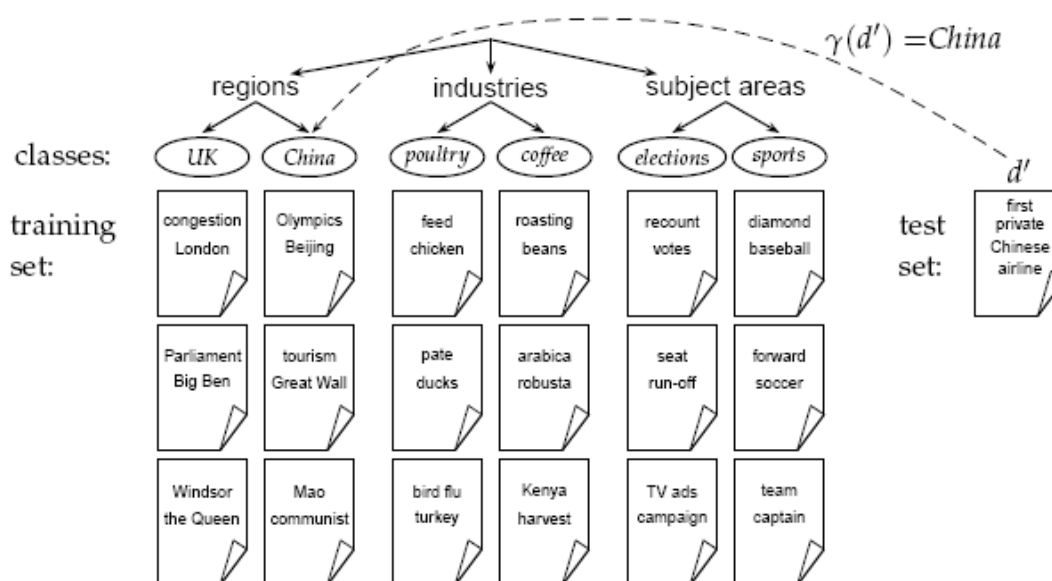 γ(d′) = China
regions industries subject areas
classes: UK China poultry coffee elections sports
d′
training
set:
congestion
London
Olympics
Beijing
feed
chicken
roasting
beans
recount
votes
diamond
baseball
test
set:
first
private
Chinese
airline
Parliament
Big Ben
tourism
Great Wall
pate
ducks
arabica
robusta
seat
run-off
forward
soccer
Windsor
the Queen
Mao
communist
bird flu
turkey
Kenya
harvest
TV ads
campaign
team
captain